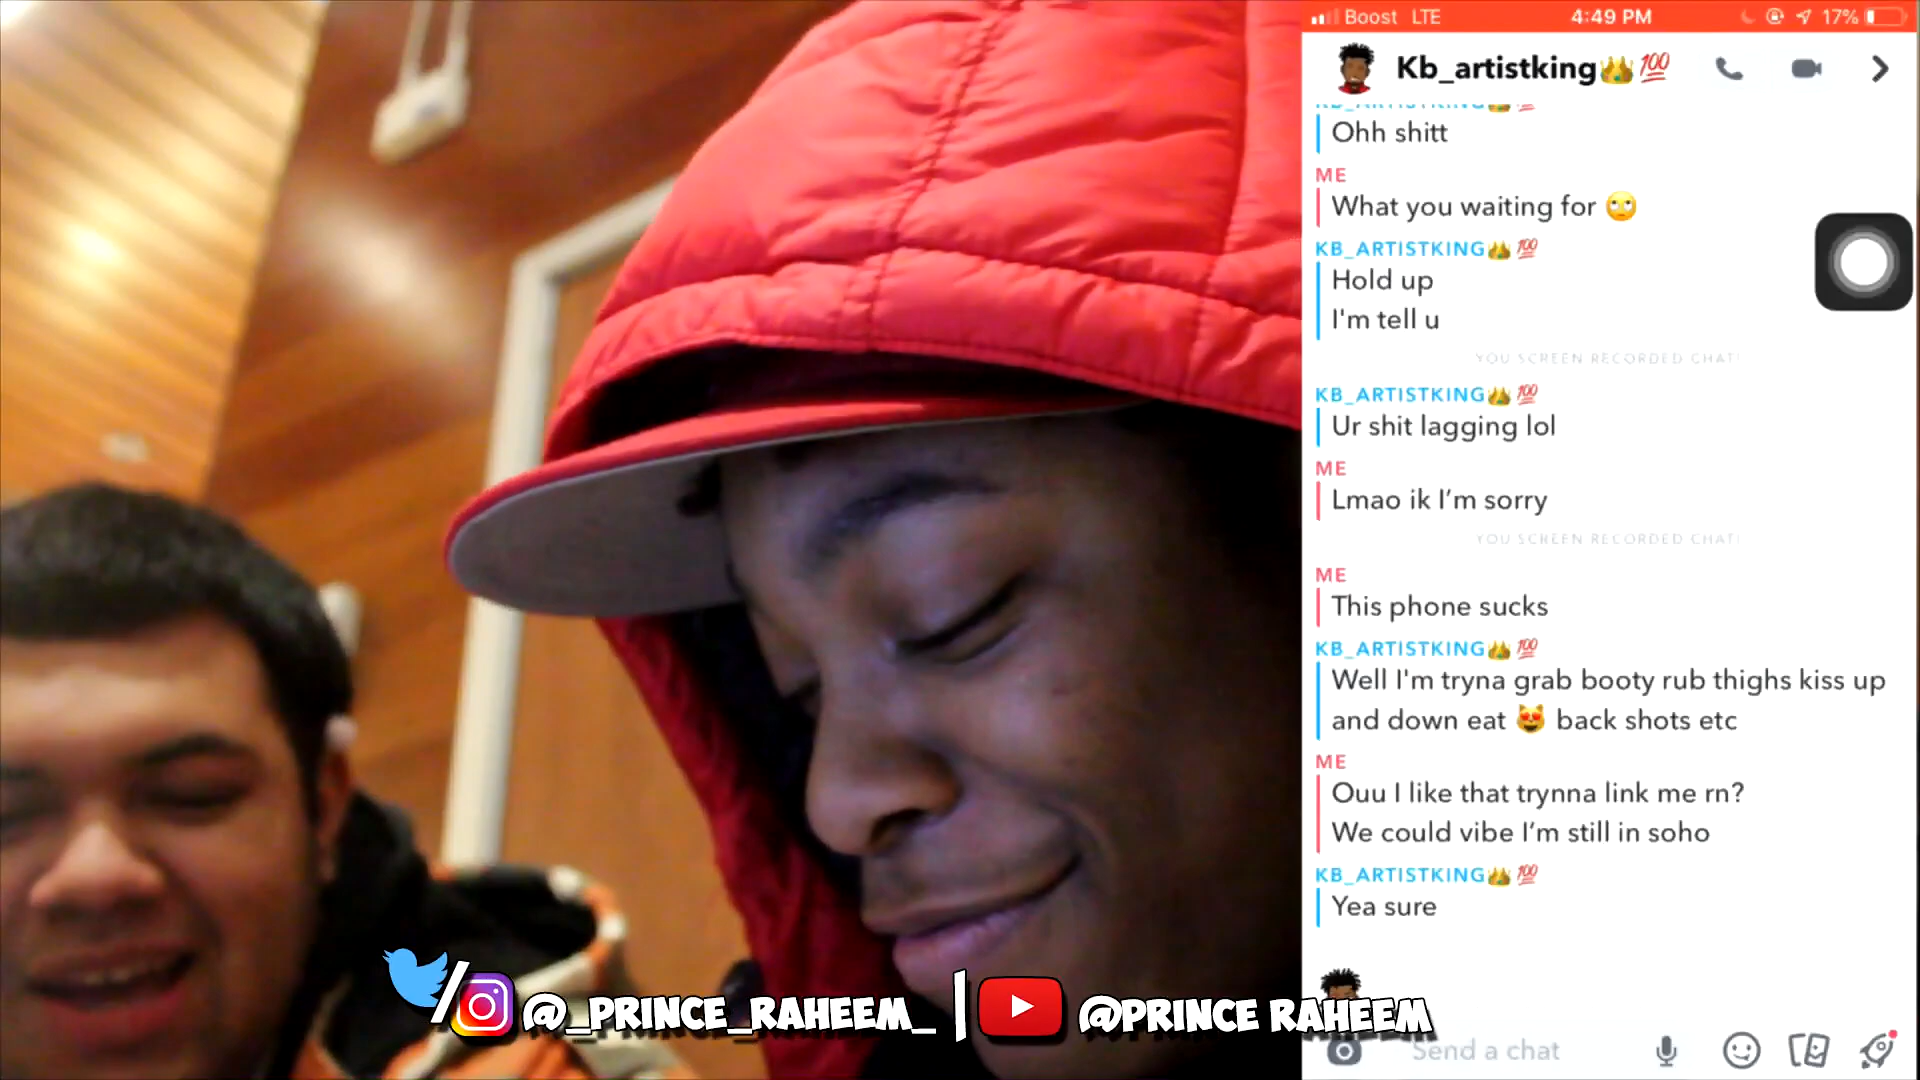 Boost LTE 4:49 PM 17%
Kb_artistking👑💯
KB_ARTISTKING👑💯
Ohh shitt
ME
What you waiting for 🙄
KB_ARTISTKING👑💯
Hold up
I'm tell u
YOU SCREEN RECORDED CHAT!
KB_ARTISTKING👑💯
Ur shit lagging lol
ME
Lmao ik I'm sorry
YOU SCREEN RECORDED CHAT!
ME
This phone sucks
KB_ARTISTKING👑💯
Well I'm tryna grab booty rub thighs kiss up
and down eat 😻 back shots etc
ME
Ouu I like that trynna link me rn?
We could vibe I'm still in soho
KB_ARTISTKING👑💯
Yea sure
Send a chat
/ @_PRINCE_RAHEEM_ | @PRINCE RAHEEM